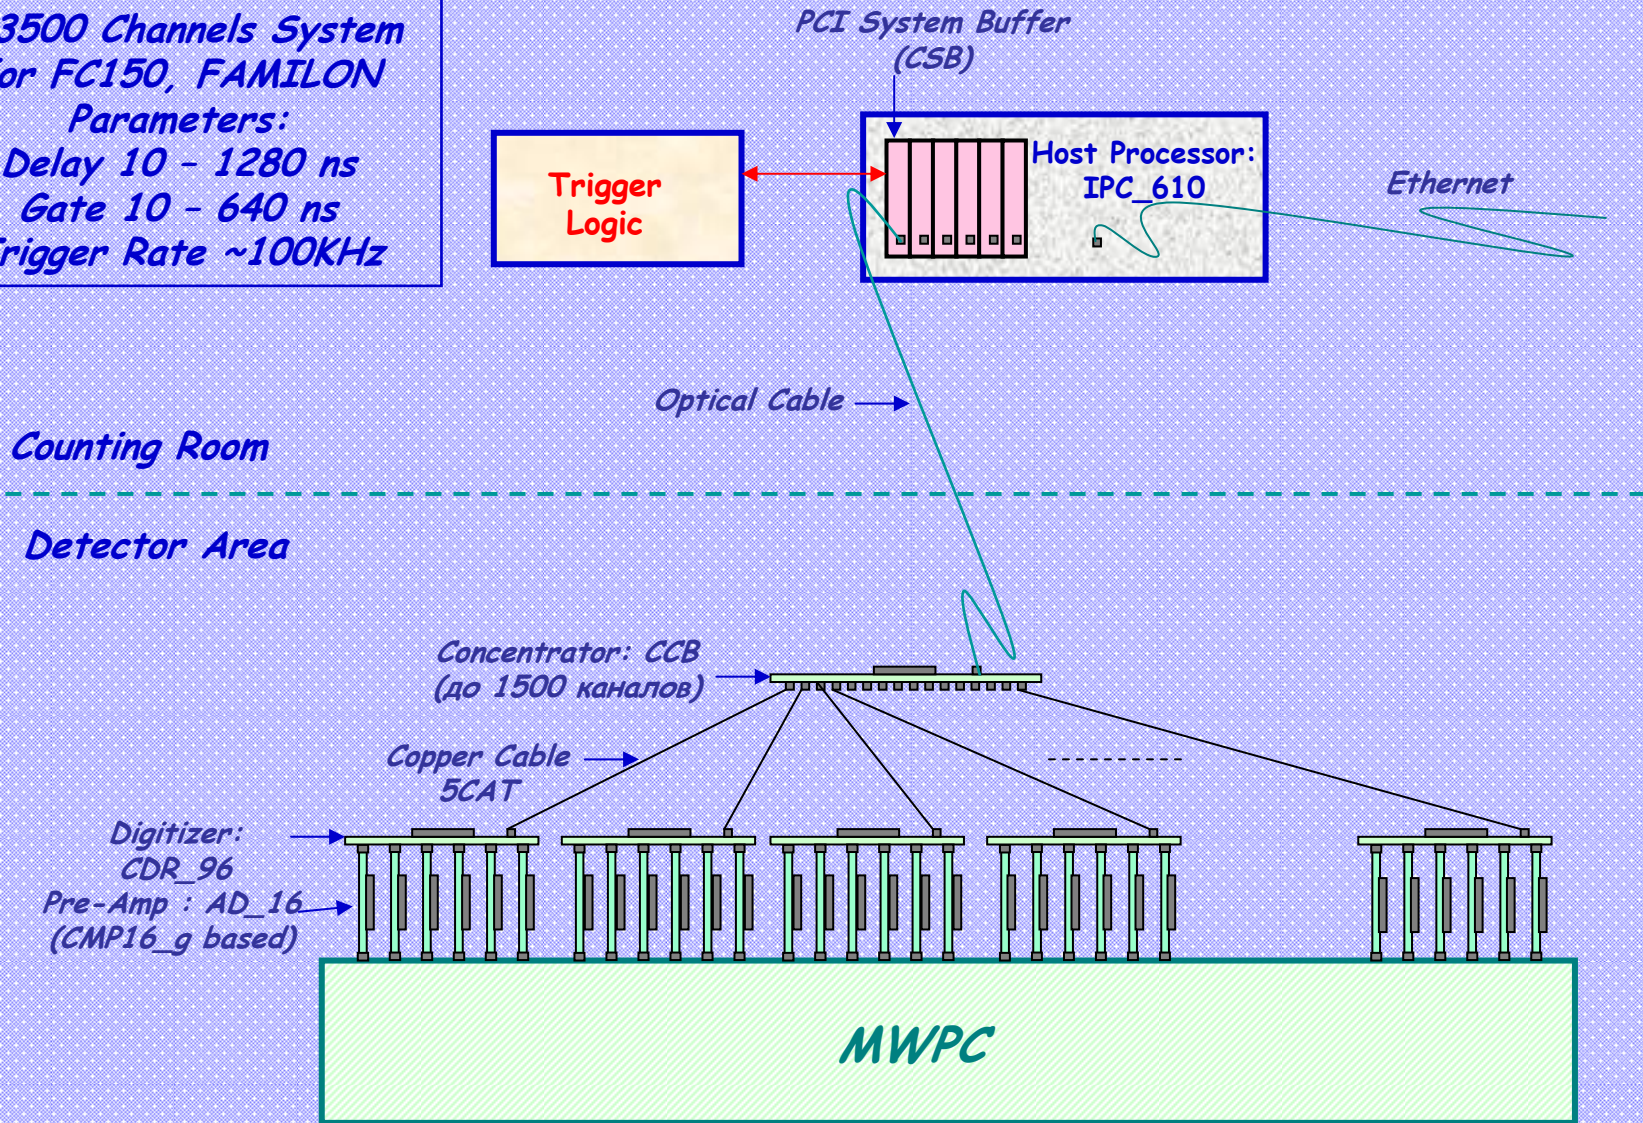 3500 Channels System
or FC150, FAMILON
Parameters:
Delay 10 – 1280 ns
Gate 10 – 640 ns
rigger Rate ~100KHz
PCI System Buffer
(CSB)
Trigger
Logic
Host Processor:
IPC_610
Ethernet
Optical Cable
Counting Room
Detector Area
Concentrator: CCB
(до 1500 каналов)
Copper Cable
5CAT
Digitizer:
CDR_96
Pre-Amp : AD_16
(CMP16_g based)
MWPC